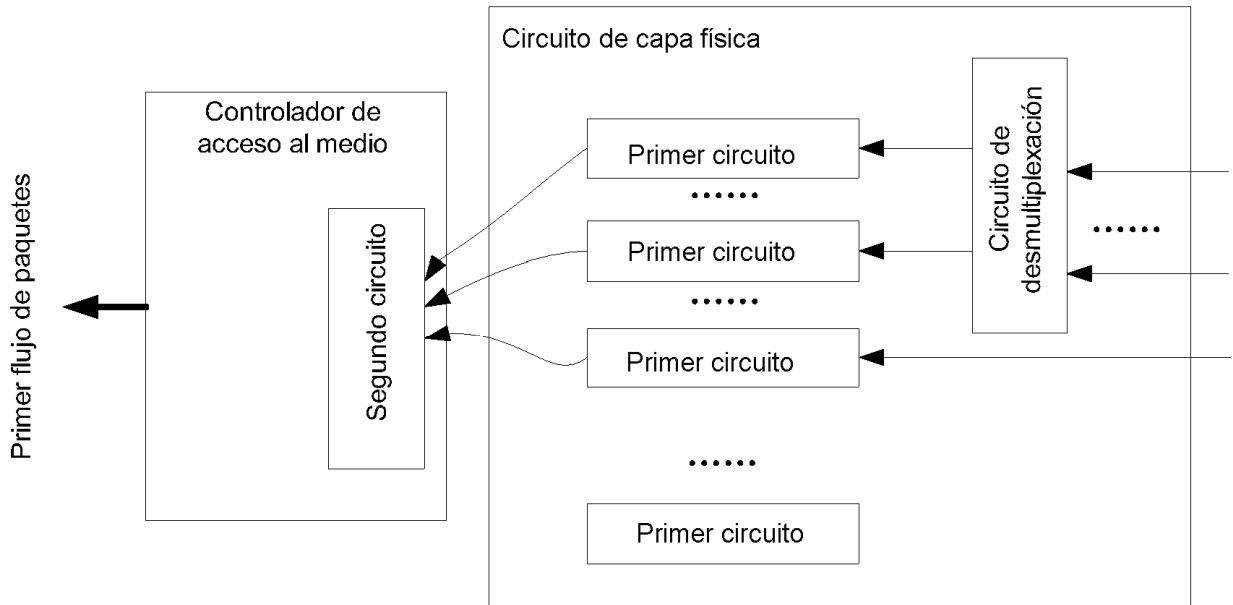 Circuito de capa física
Controlador de
acceso al medio
Primer circuito
......
Primer circuito
......
Primer circuito
......
Primer circuito
Circuito de
desmultiplexación
......
Segundo circuito
Primer flujo de paquetes